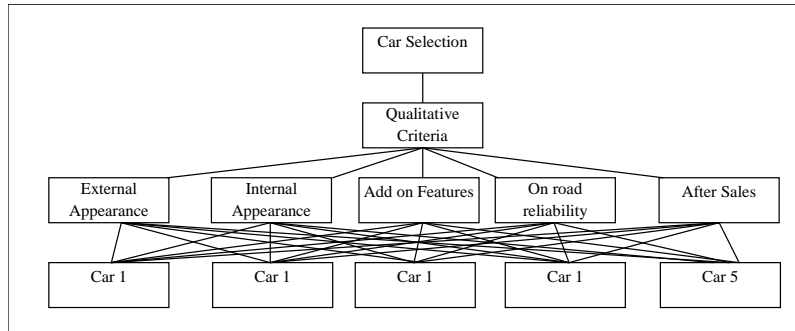 Car Selection
Qualitative
Criteria
External
Appearance
Internal
Appearance
Add on Features
On road
reliability
After Sales
Car 1
Car 1
Car 1
Car 1
Car 5